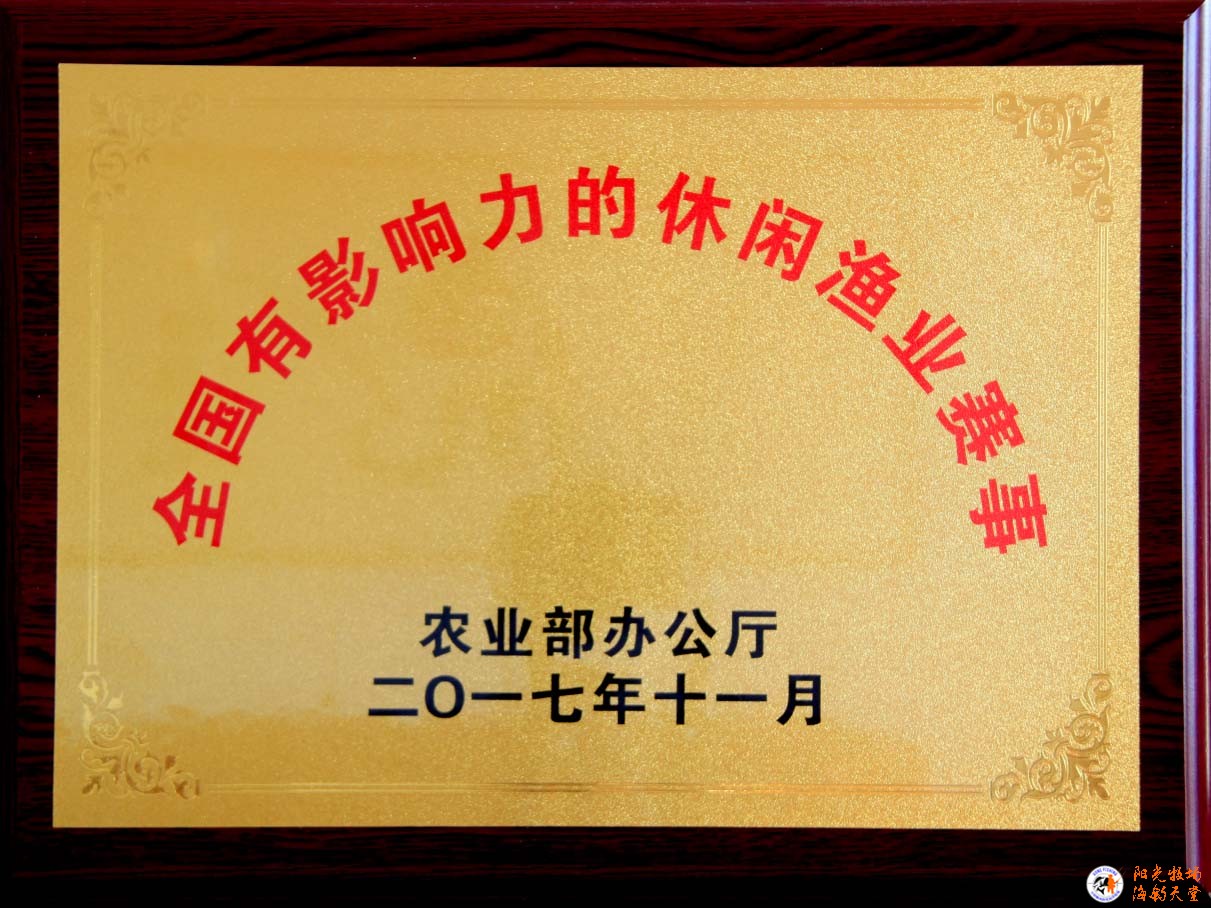 全国有影响力的休闲渔业赛事
农业部办公厅
二〇一七年十一月
阳光牧场
海钓天堂